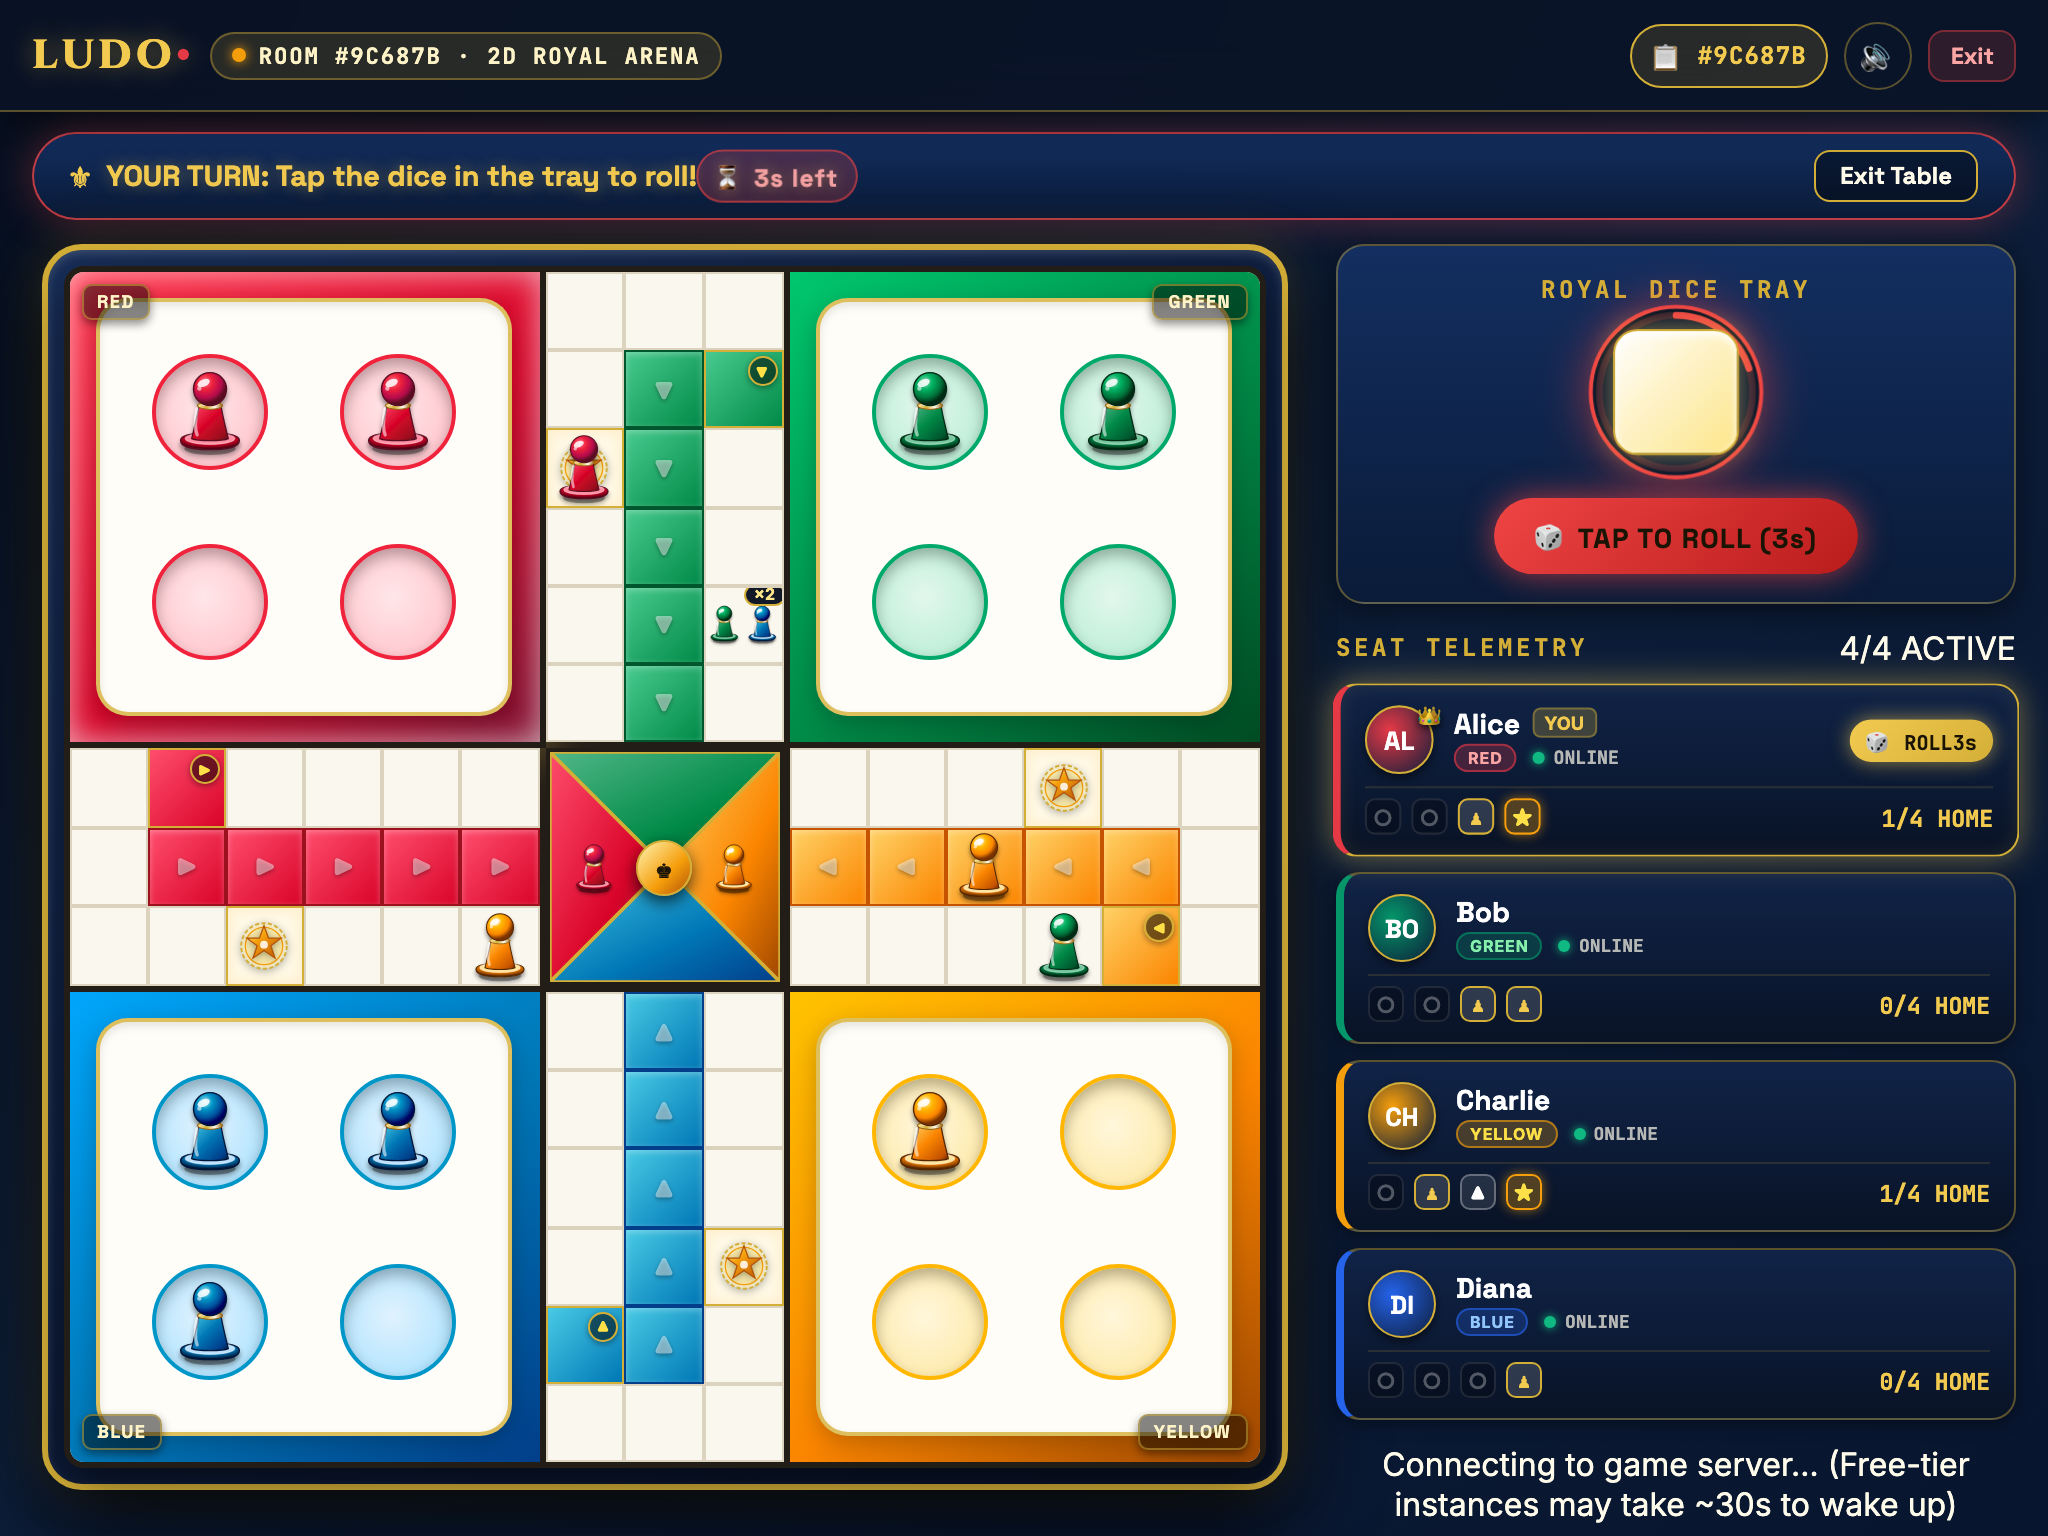 LUDO
ROOM #9C687B · 2D ROYAL ARENA
#9C687B
Exit
YOUR TURN: Tap the dice in the tray to roll!
3s left
Exit Table
RED
GREEN
×2
BLUE
YELLOW
ROYAL DICE TRAY
TAP TO ROLL (3s)
SEAT TELEMETRY
4/4 ACTIVE
AL
Alice
YOU
RED
ONLINE
ROLL3s
1/4 HOME
BO
Bob
GREEN
ONLINE
0/4 HOME
CH
Charlie
YELLOW
ONLINE
1/4 HOME
DI
Diana
BLUE
ONLINE
0/4 HOME
Connecting to game server... (Free-tier
instances may take ~30s to wake up)